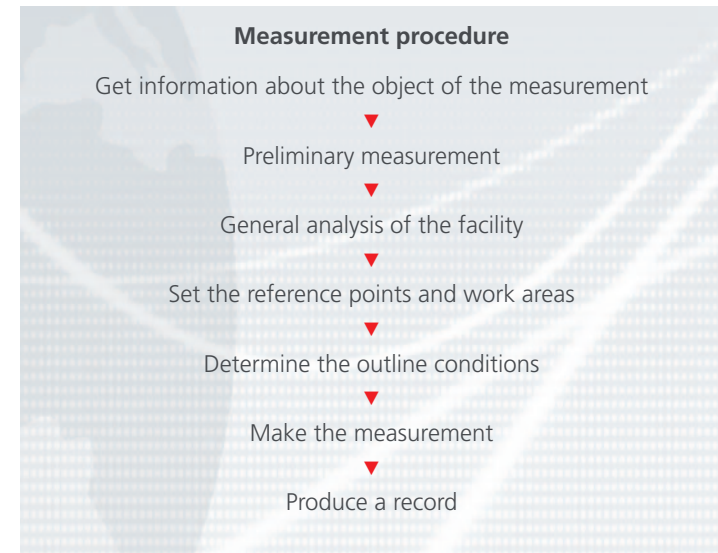 Measurement procedure
Get information about the object of the measurement
Preliminary measurement
General analysis of the facility
Set the reference points and work areas
Determine the outline conditions
Make the measurement
Produce a record